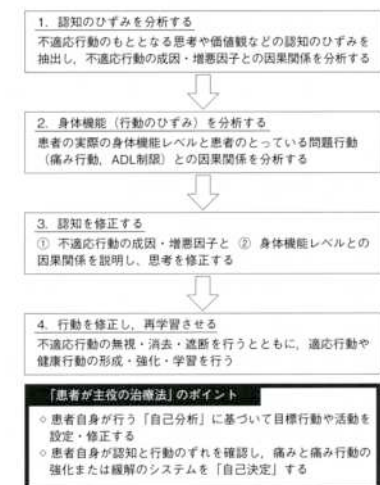 1. 認知のひずみを分析する
不適応行動のもととなる思考や価値観などの認知のひずみを
抽出し，不適応行動の成因・増悪因子との因果関係を分析する
2. 身体機能（行動のひずみ）を分析する
患者の実際の身体機能レベルと患者のとっている問題行動
（痛み行動，ADL制限）との因果関係を分析する
3. 認知を修正する
① 不適応行動の成因・増悪因子と ② 身体機能レベルとの
因果関係を説明し、思考を修正する
4. 行動を修正し，再学習させる
不適応行動の無視・消去・遮断を行うとともに，適応行動や
健康行動の形成・強化・学習を行う
「患者が主役の治療法」のポイント
◇ 患者自身が行う「自己分析」に基づいて目標行動や活動を
設定・修正する
◇ 患者自身が認知と行動のずれを確認し，痛みと痛み行動の
強化または緩解のシステムを「自己決定」する